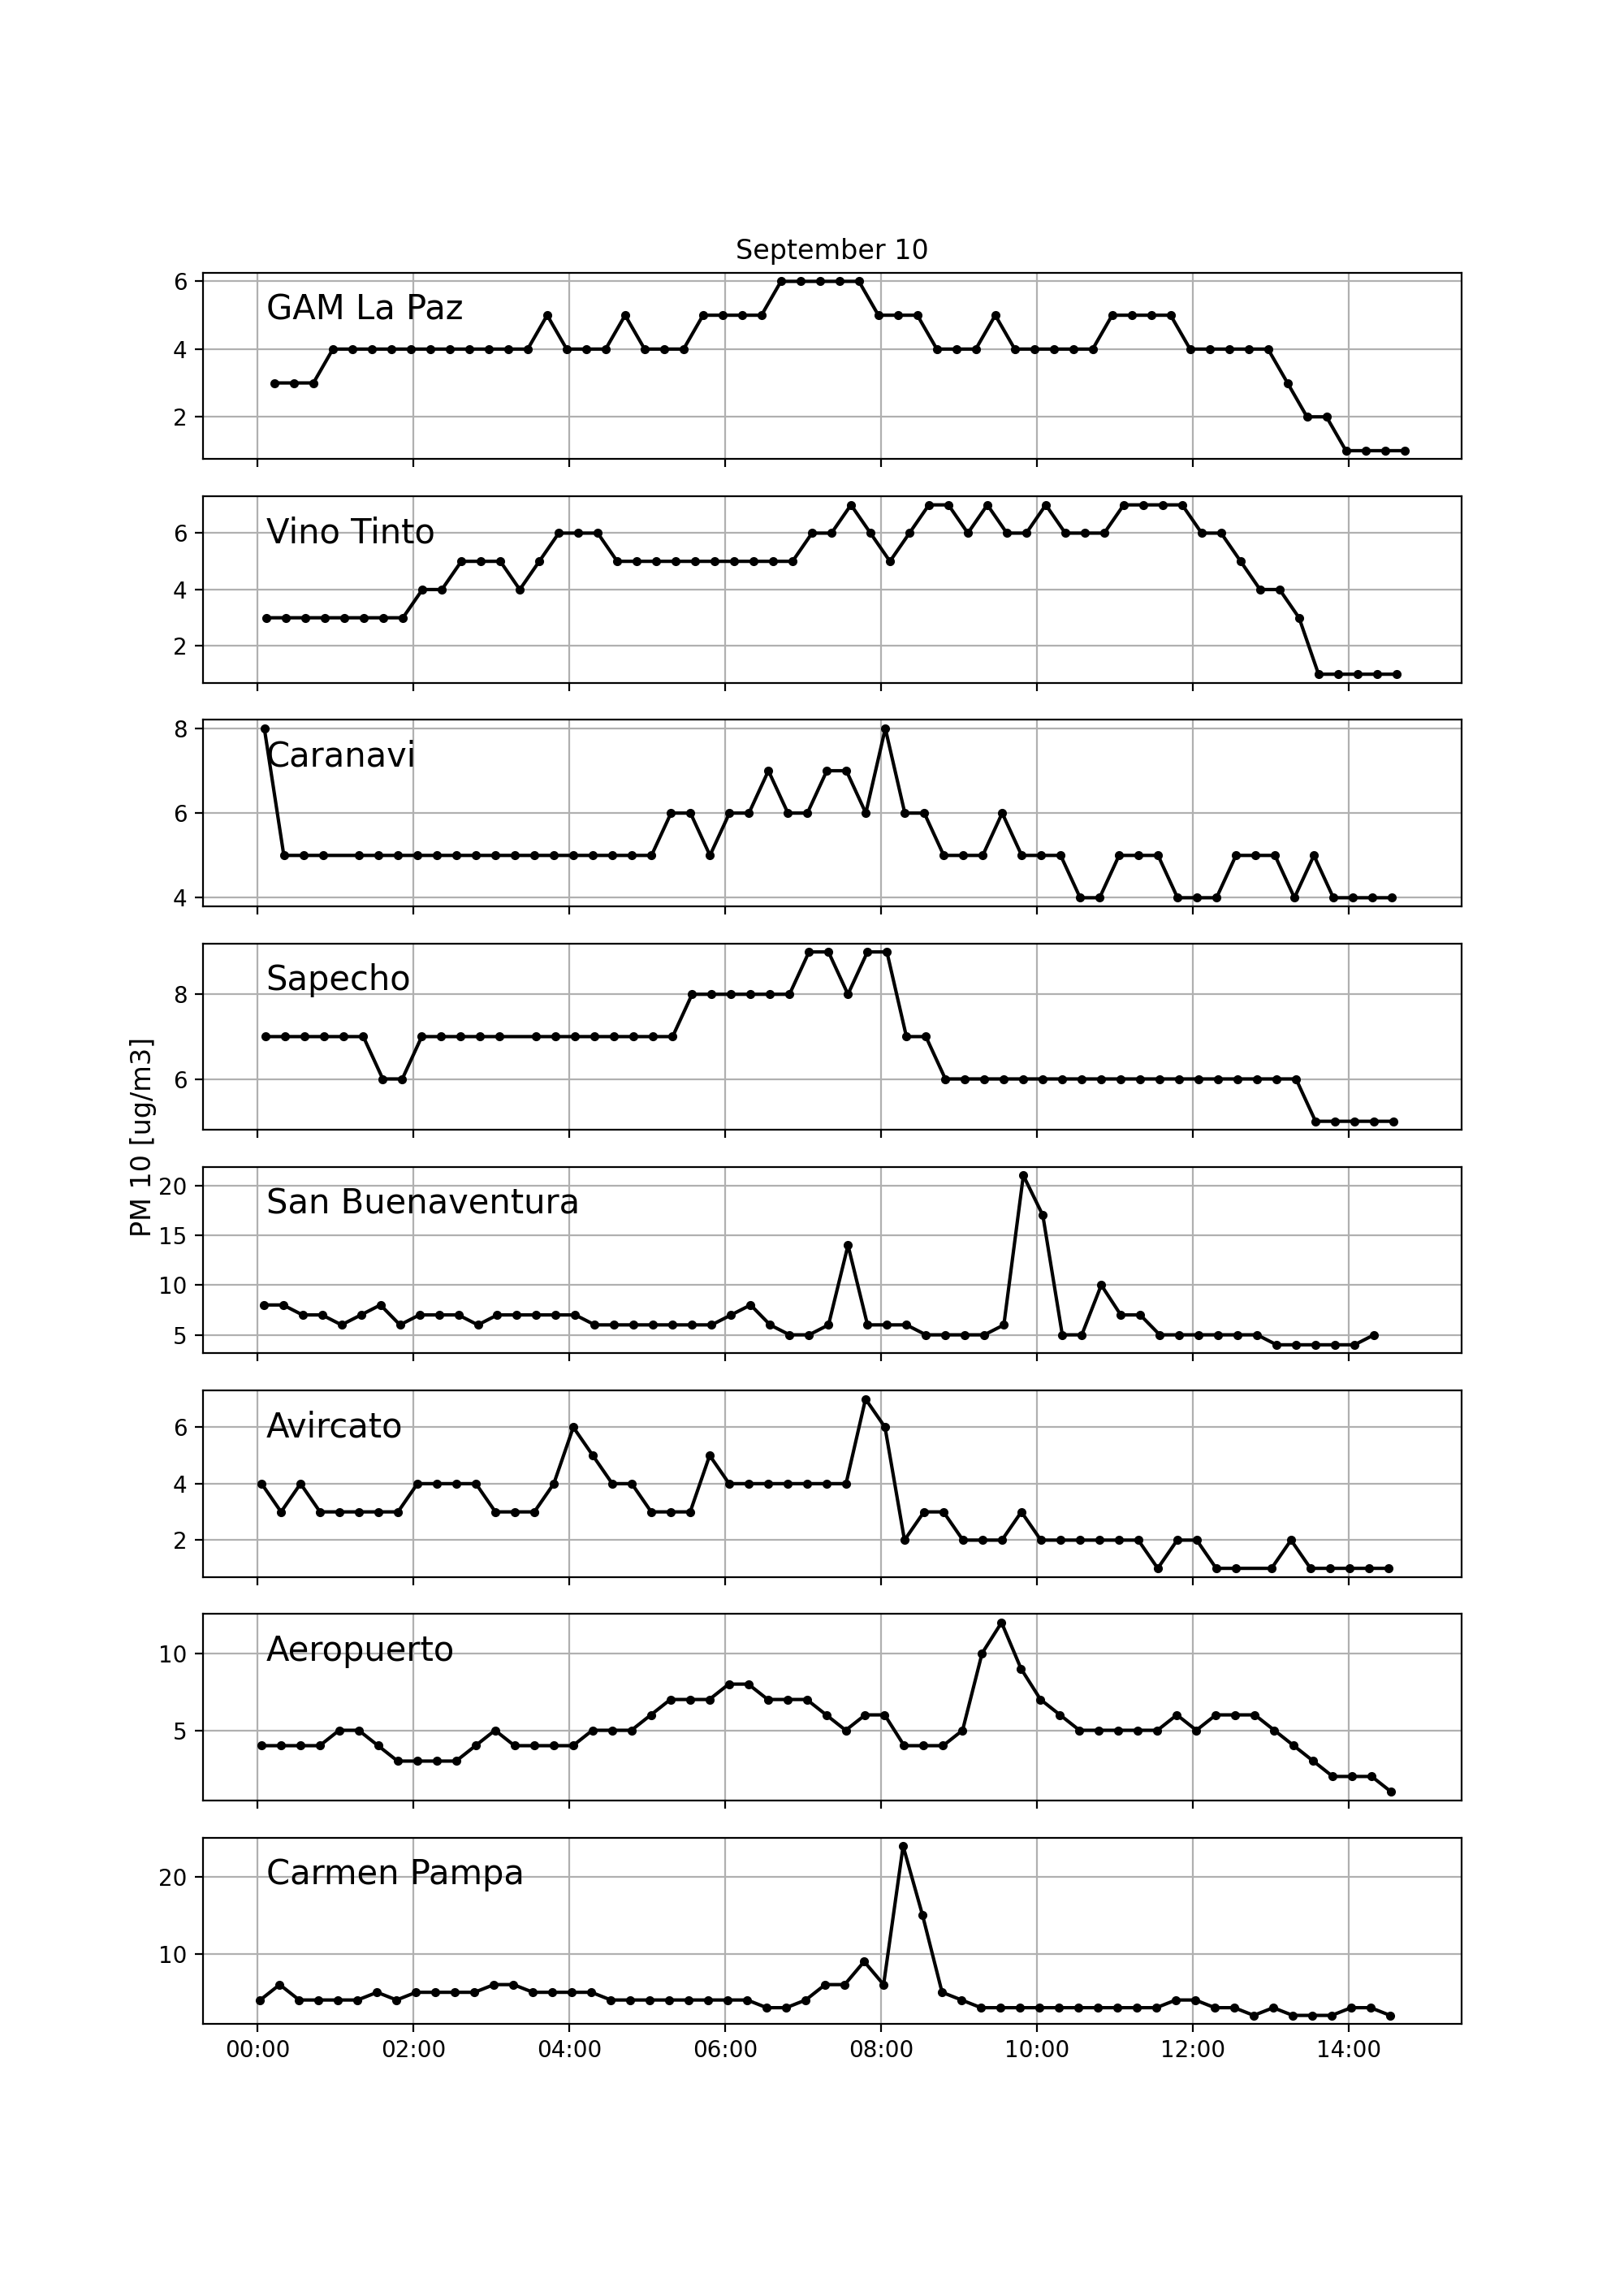 September 10
6
GAM La Paz
4
2
Vino Tinto
6
4
2
8
Caranavi
6
4
Sapecho
8
6
PM 10 [ug/m3]
20
San Buenaventura
15
10
5
6
Avircato
4
2
10
Aeropuerto
5
20
Carmen Pampa
10
00:00 02:00 04:00 06:00 08:00 10:00 12:00 14:00